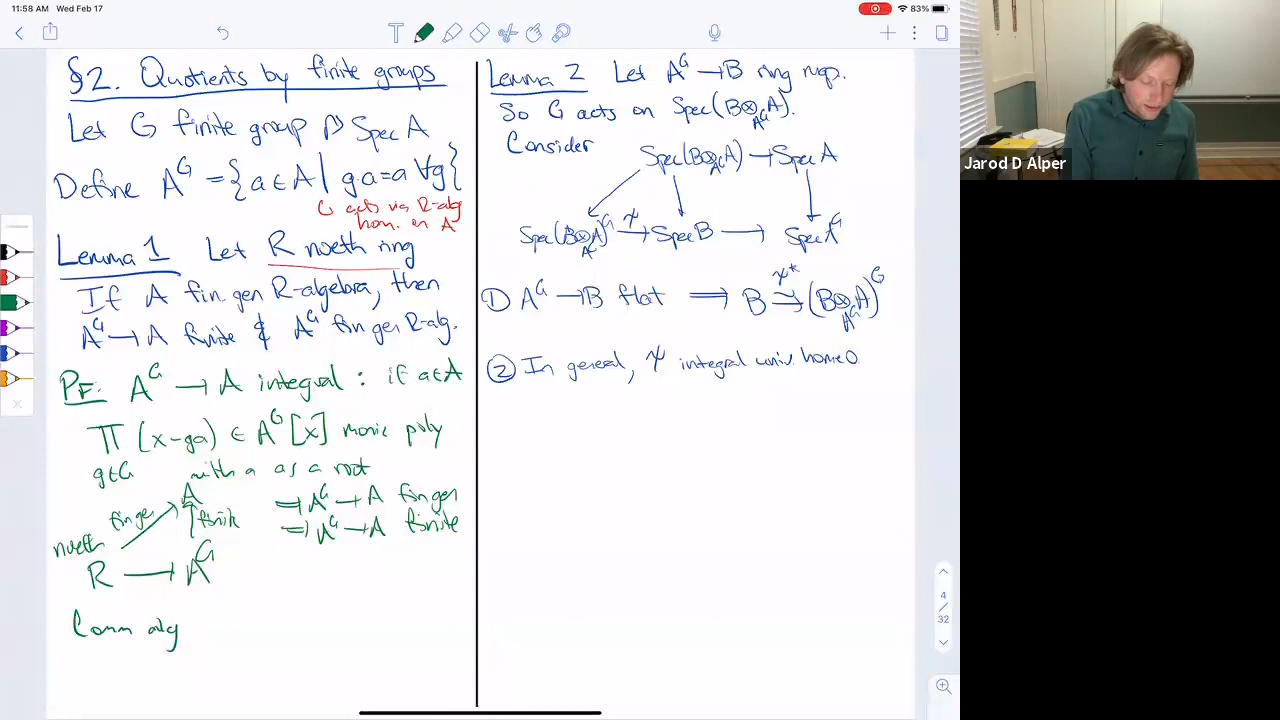 11:58 AM Wed Feb 17
83%
§2. Quotients by finite groups
Let G finite group ↷ Spec A
Define A^G = {a ∈ A | g·a = a ∀g}
G acts via R-alg
hom. on A
Lemma 1 Let R noeth ring
If A fin. gen R-algebra, then
A^G → A finite & A^G fin gen R-alg.
Pf: A^G → A integral : if a∈A
∏ (x-ga) ∈ A^G[x] monic poly
g∈G with a as a root
A ⇒ A^G → A fin gen
fin gen finite ⇒ A^G → A finite
noeth
R → A^G
Comm alg
Lemma 2 Let A^G → B ring map.
So G acts on Spec(B⊗_{A^G} A).
Consider
Spec(B⊗_{A^G} A) → Spec A
Spec(B⊗_{A^G} A)^G →^ψ Spec B → Spec A^G
① A^G → B flat ⇒ B →^{ψ*} (B⊗_{A^G} A)^G
② In general, ψ integral univ. homeo
Jarod D Alper
4
/
32